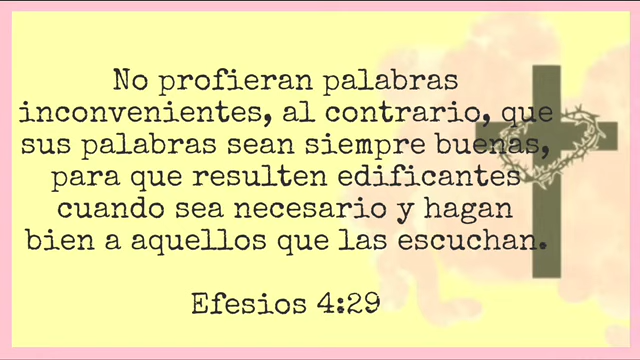 No profieran palabras
inconvenientes, al contrario, que
sus palabras sean siempre buenas,
para que resulten edificantes
cuando sea necesario y hagan
bien a aquellos que las escuchan.
Efesios 4:29